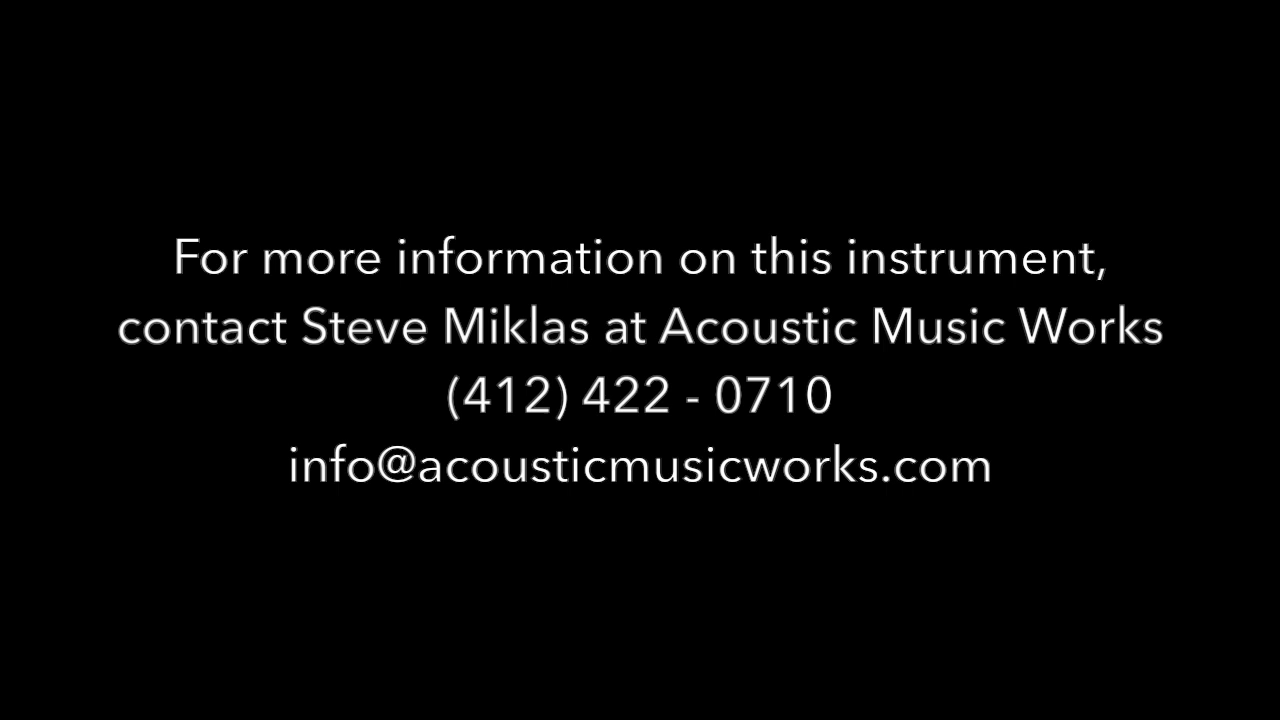 For more information on this instrument,
contact Steve Miklas at Acoustic Music Works
(412) 422 - 0710
info@acousticmusicworks.com